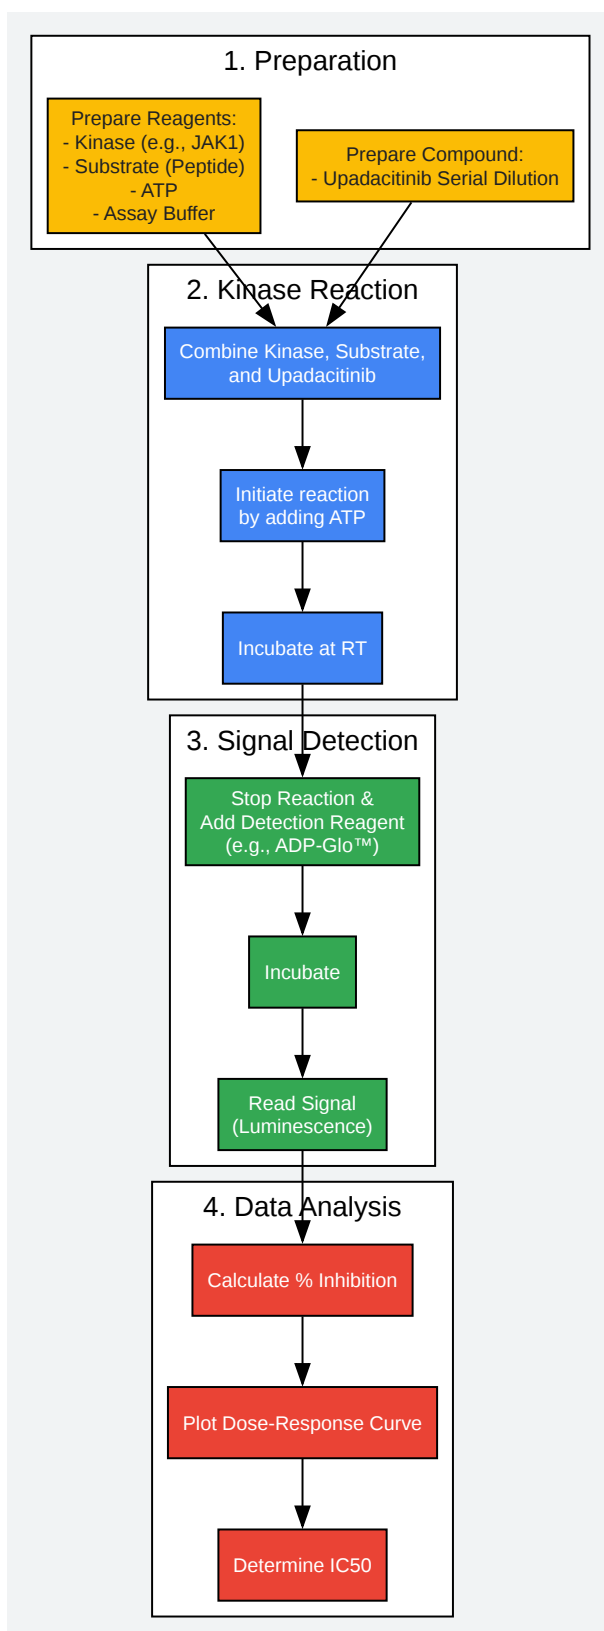 1. Preparation
Prepare Reagents:
- Kinase (e.g., JAK1)
- Substrate (Peptide)
- ATP
- Assay Buffer
Prepare Compound:
- Upadacitinib Serial Dilution
2. Kinase Reaction
Combine Kinase, Substrate,
and Upadacitinib
Initiate reaction
by adding ATP
Incubate at RT
3. Signal Detection
Stop Reaction &
Add Detection Reagent
(e.g., ADP-Glo™)
Incubate
Read Signal
(Luminescence)
4. Data Analysis
Calculate % Inhibition
Plot Dose-Response Curve
Determine IC50